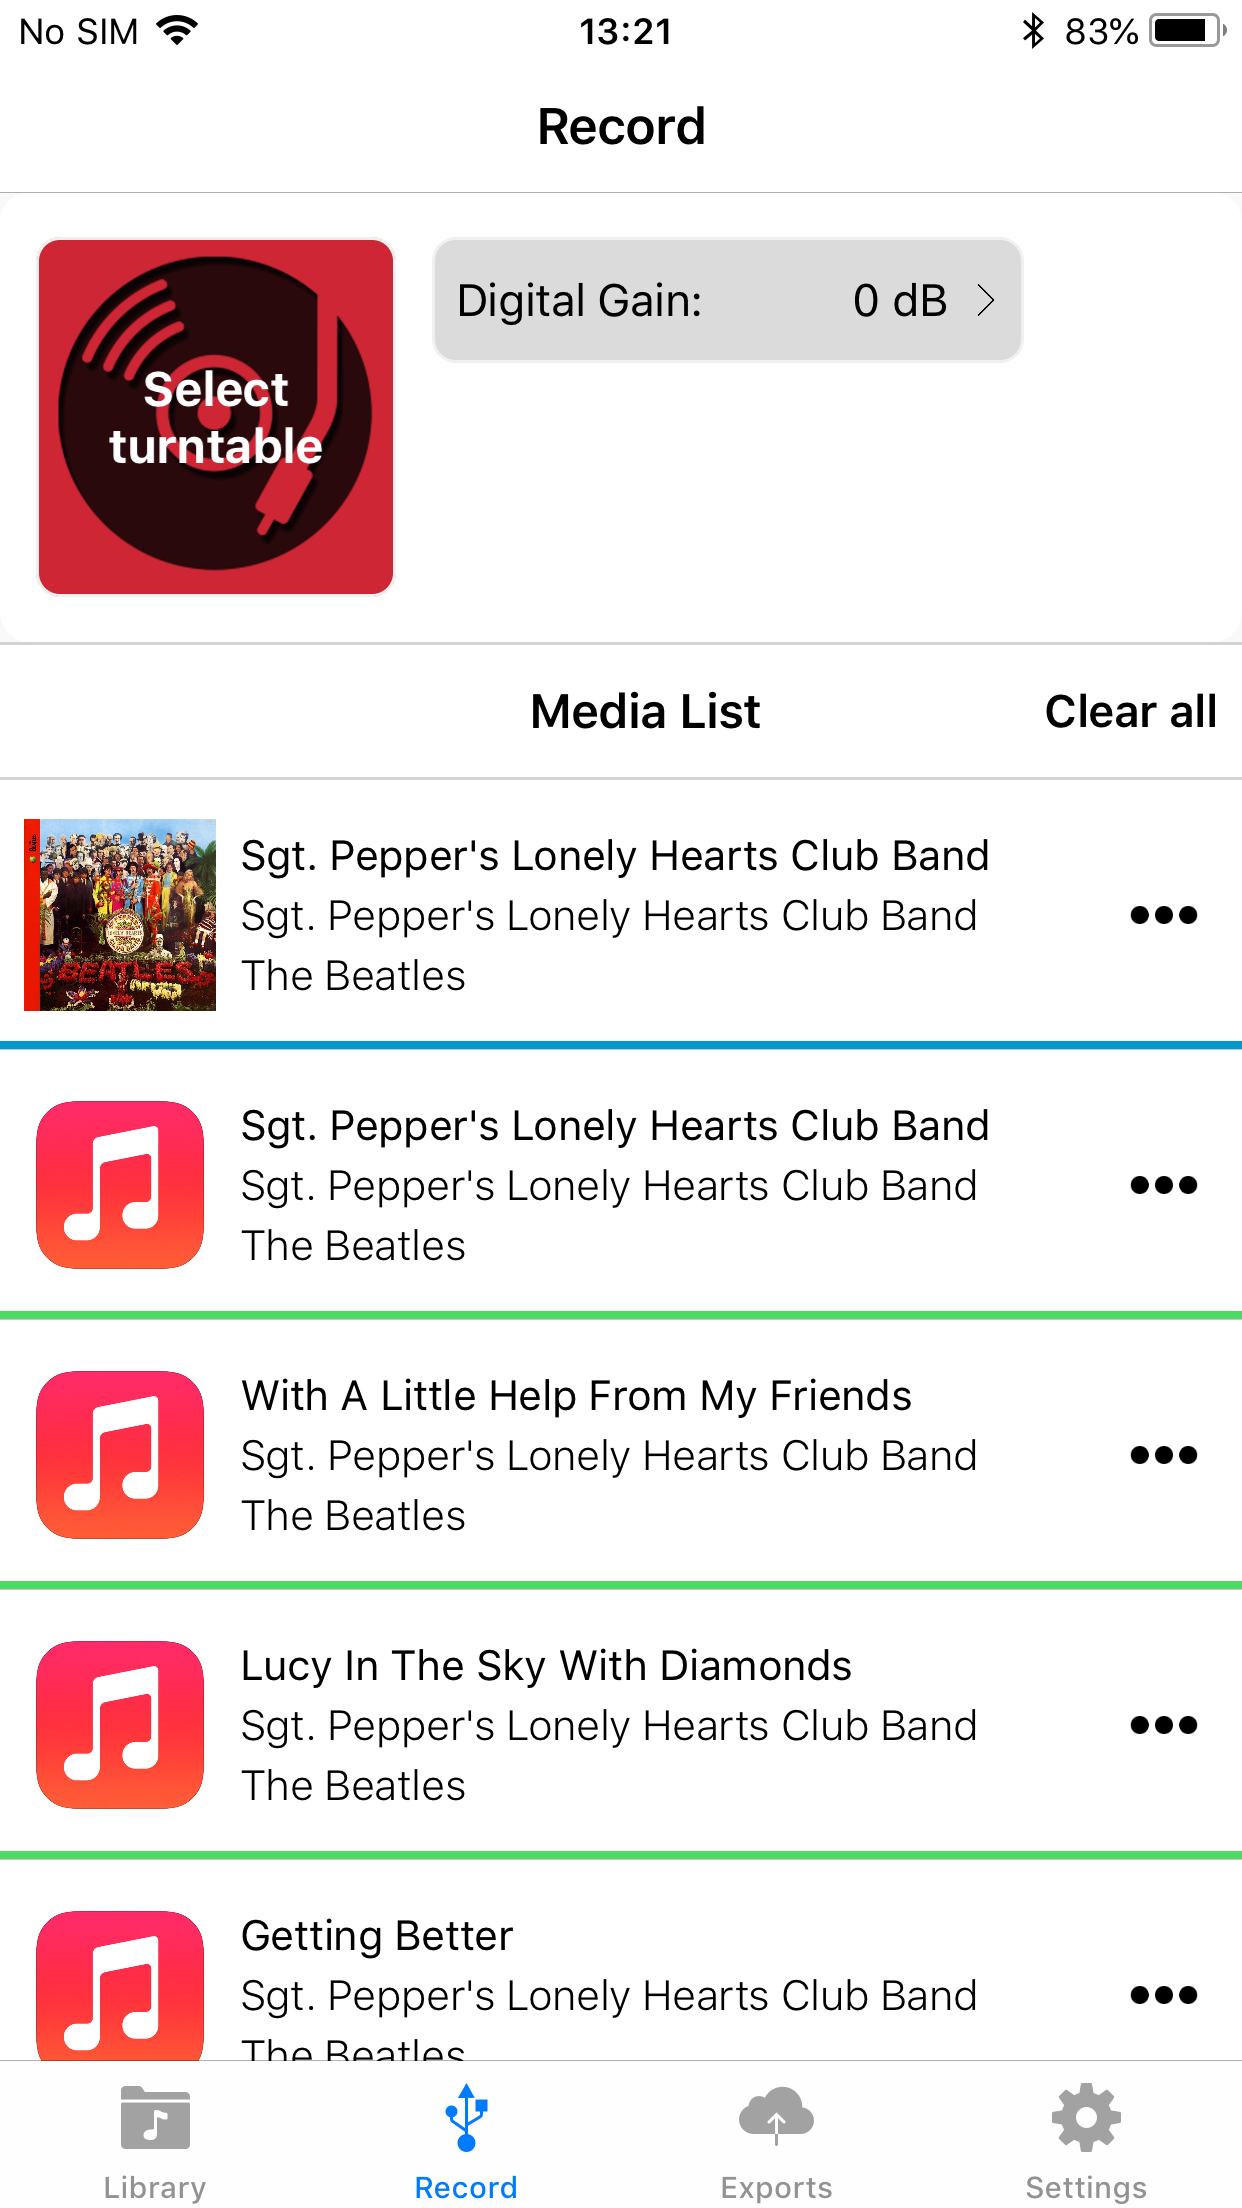 No SIM 13:21 83%
Record
Select
turntable
Digital Gain: 0 dB
Media List Clear all
Sgt. Pepper's Lonely Hearts Club Band
Sgt. Pepper's Lonely Hearts Club Band
The Beatles
BEATLES
Sgt. Pepper's Lonely Hearts Club Band
Sgt. Pepper's Lonely Hearts Club Band
The Beatles
With A Little Help From My Friends
Sgt. Pepper's Lonely Hearts Club Band
The Beatles
Lucy In The Sky With Diamonds
Sgt. Pepper's Lonely Hearts Club Band
The Beatles
Getting Better
Sgt. Pepper's Lonely Hearts Club Band
The Beatles
Library Record Exports Settings